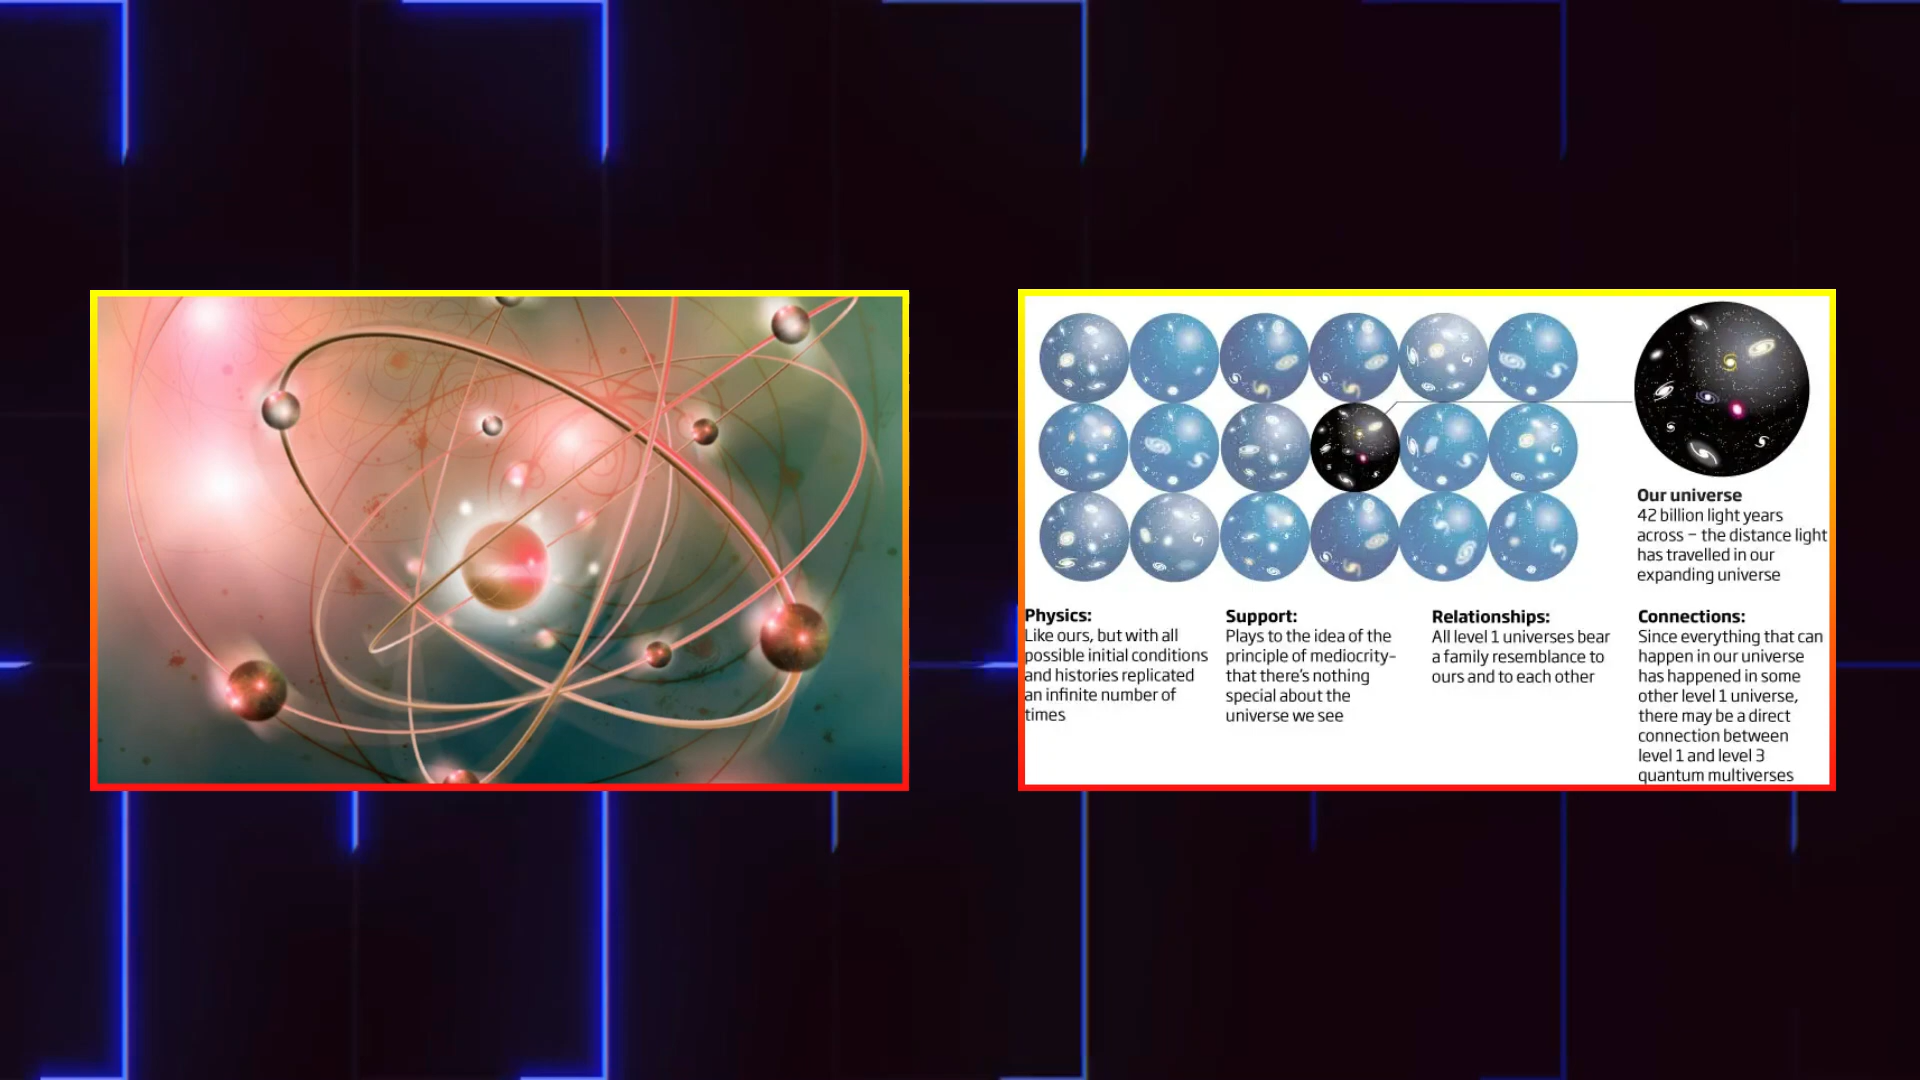 Our universe
42 billion light years
across – the distance light
has travelled in our
expanding universe
Physics:
Like ours, but with all
possible initial conditions
and histories replicated
an infinite number of
times
Support:
Plays to the idea of the
principle of mediocrity–
that there's nothing
special about the
universe we see
Relationships:
All level 1 universes bear
a family resemblance to
ours and to each other
Connections:
Since everything that can
happen in our universe
has happened in some
other level 1 universe,
there may be a direct
connection between
level 1 and level 3
quantum multiverses